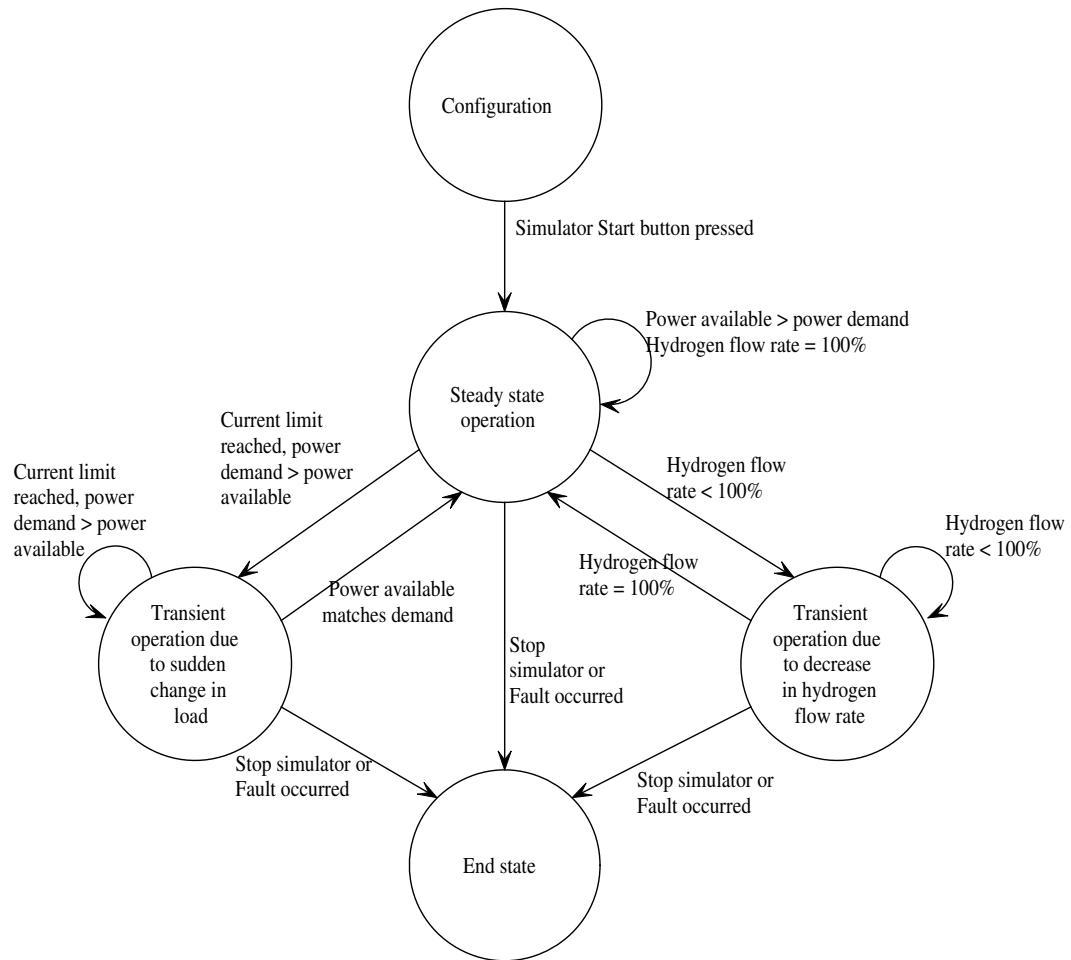 Configuration
Simulator Start button pressed
Power available > power demand
Hydrogen flow rate = 100%
Steady state
operation
Current limit
reached, power
demand > power
available
Hydrogen flow
rate < 100%
Current limit
reached, power
demand > power
available
Hydrogen flow
rate < 100%
Hydrogen flow
rate = 100%
Power available
matches demand
Transient
operation due
to sudden
change in
load
Transient
operation due
to decrease
in hydrogen
flow rate
Stop
simulator or
Fault occurred
Stop simulator or
Fault occurred
Stop simulator or
Fault occurred
End state